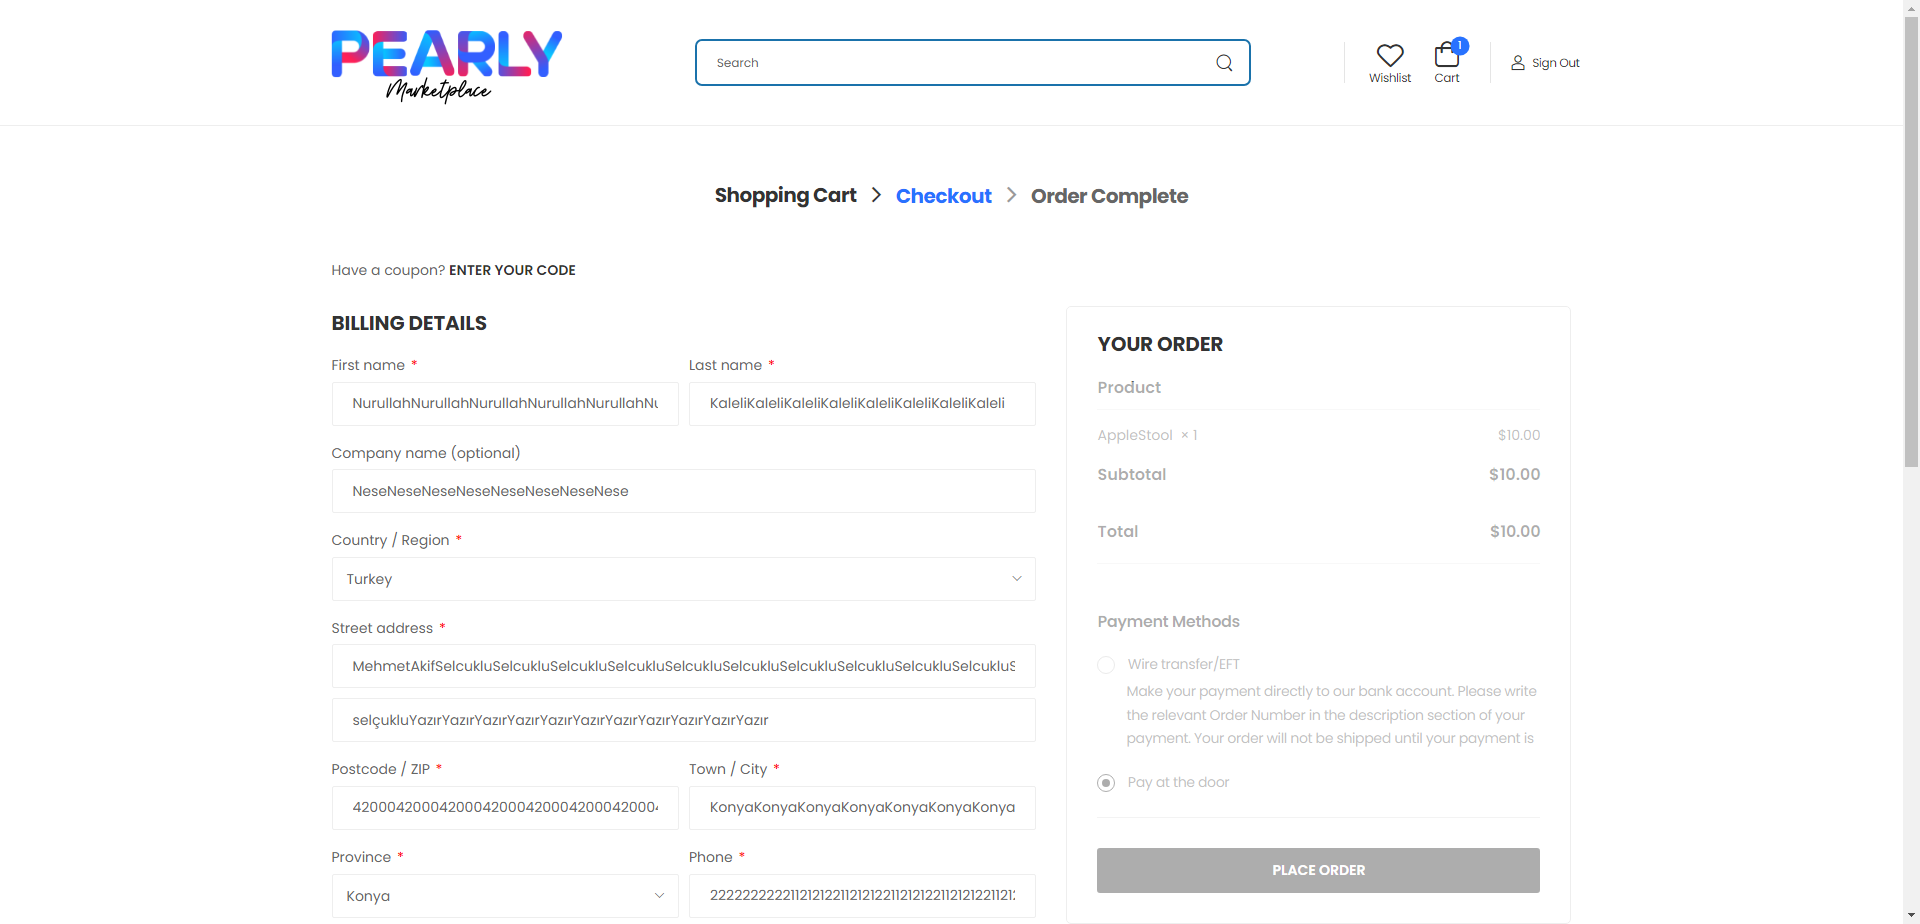 PEARLY
Marketplace
Search
Wishlist
1
Cart
Sign Out
Shopping Cart > Checkout > Order Complete
Have a coupon? ENTER YOUR CODE
BILLING DETAILS
First name *
Last name *
NurullahNurullahNurullahNurullahNurullahNu
KaleliKaleliKaleliKaleliKaleliKaleliKaleliKaleli
Company name (optional)
NeseNeseNeseNeseNeseNeseNeseNese
Country / Region *
Turkey
Street address *
MehmetAkifSelcukluSelcukluSelcukluSelcukluSelcukluSelcukluSelcukluSelcukluSelcukluSelcukluS
selçukluYazırYazırYazırYazırYazırYazırYazırYazırYazırYazırYazır
Postcode / ZIP *
Town / City *
420004200042000420004200042000420004
KonyaKonyaKonyaKonyaKonyaKonyaKonya
Province *
Phone *
Konya
YOUR ORDER
Product
AppleStool × 1 $10.00
Subtotal $10.00
Total $10.00
Payment Methods
Wire transfer/EFT
Make your payment directly to our bank account. Please write
the relevant Order Number in the description section of your
payment. Your order will not be shipped until your payment is
Pay at the door
PLACE ORDER